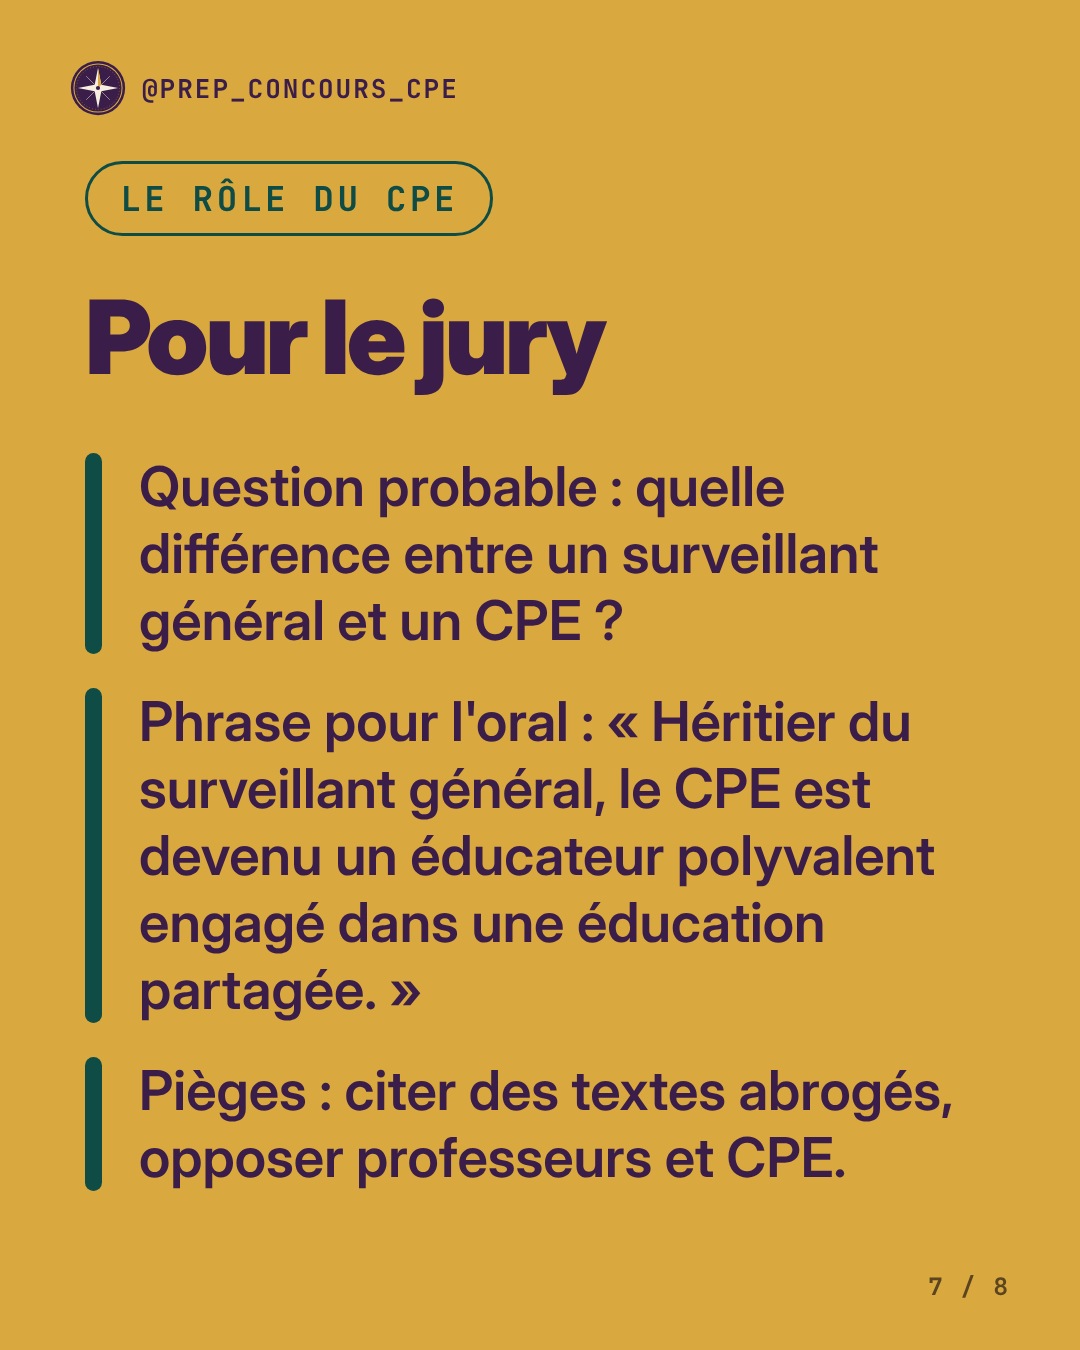 @PREP_CONCOURS_CPE
LE RÔLE DU CPE
Pour le jury
Question probable : quelle
différence entre un surveillant
général et un CPE ?
Phrase pour l'oral : « Héritier du
surveillant général, le CPE est
devenu un éducateur polyvalent
engagé dans une éducation
partagée. »
Pièges : citer des textes abrogés,
opposer professeurs et CPE.
7 / 8